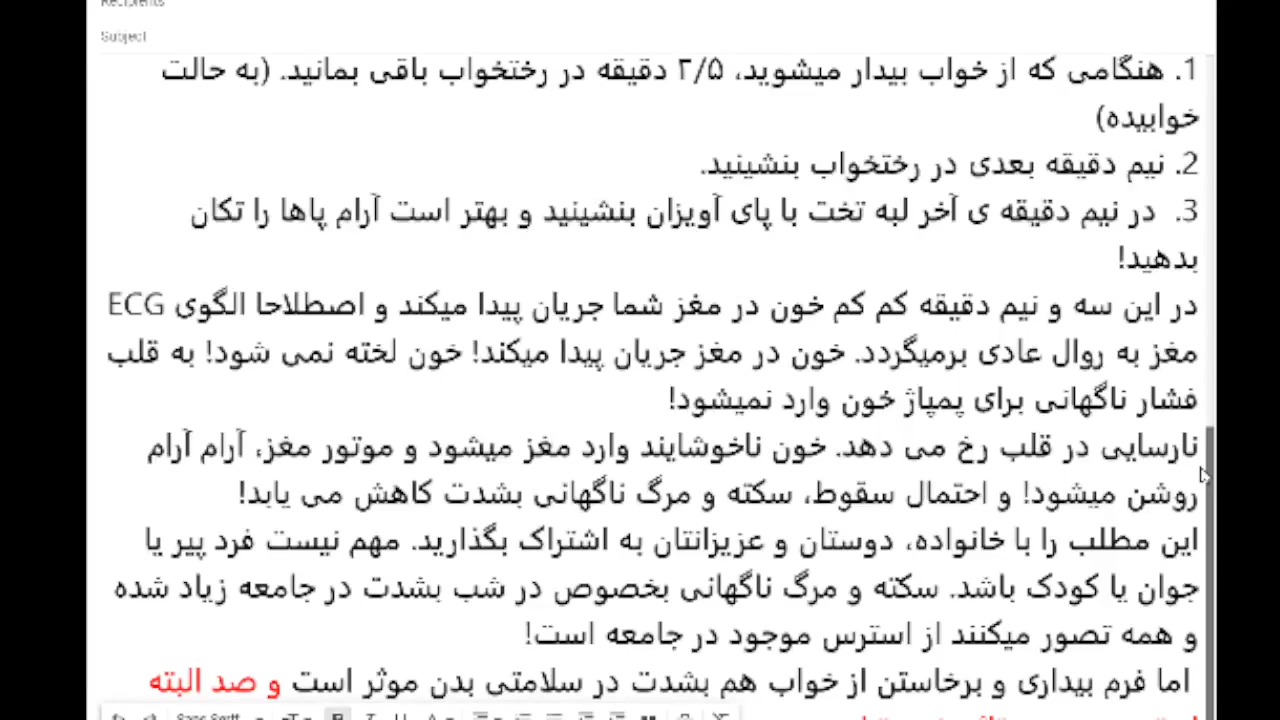 Recipients
Subject
1. هنگامی که از خواب بیدار میشوید، ۲/۵ دقیقه در رختخواب باقی بمانید. (به حالت
خوابیده)
2. نیم دقیقه بعدی در رختخواب بنشینید.
3. در نیم دقیقه ی آخر لبه تخت با پای آویزان بنشینید و بهتر است آرام پاها را تکان
بدهید!
در این سه و نیم دقیقه کم کم خون در مغز شما جریان پیدا میکند و اصطلاحا الگوی ECG
مغز به روال عادی برمیگردد. خون در مغز جریان پیدا میکند! خون لخته نمی شود! به قلب
فشار ناگهانی برای پمپاژ خون وارد نمیشود!
نارسایی در قلب رخ می دهد. خون ناخوشایند وارد مغز میشود و موتور مغز، آرام آرام
روشن میشود! و احتمال سقوط، سکته و مرگ ناگهانی بشدت کاهش می یابد!
این مطلب را با خانواده، دوستان و عزیزانتان به اشتراک بگذارید. مهم نیست فرد پیر یا
جوان یا کودک باشد. سکته و مرگ ناگهانی بخصوص در شب بشدت در جامعه زیاد شده
و همه تصور میکنند از استرس موجود در جامعه است!
اما فرم بیداری و برخاستن از خواب هم بشدت در سلامتی بدن موثر است و صد البته
Sans Serif